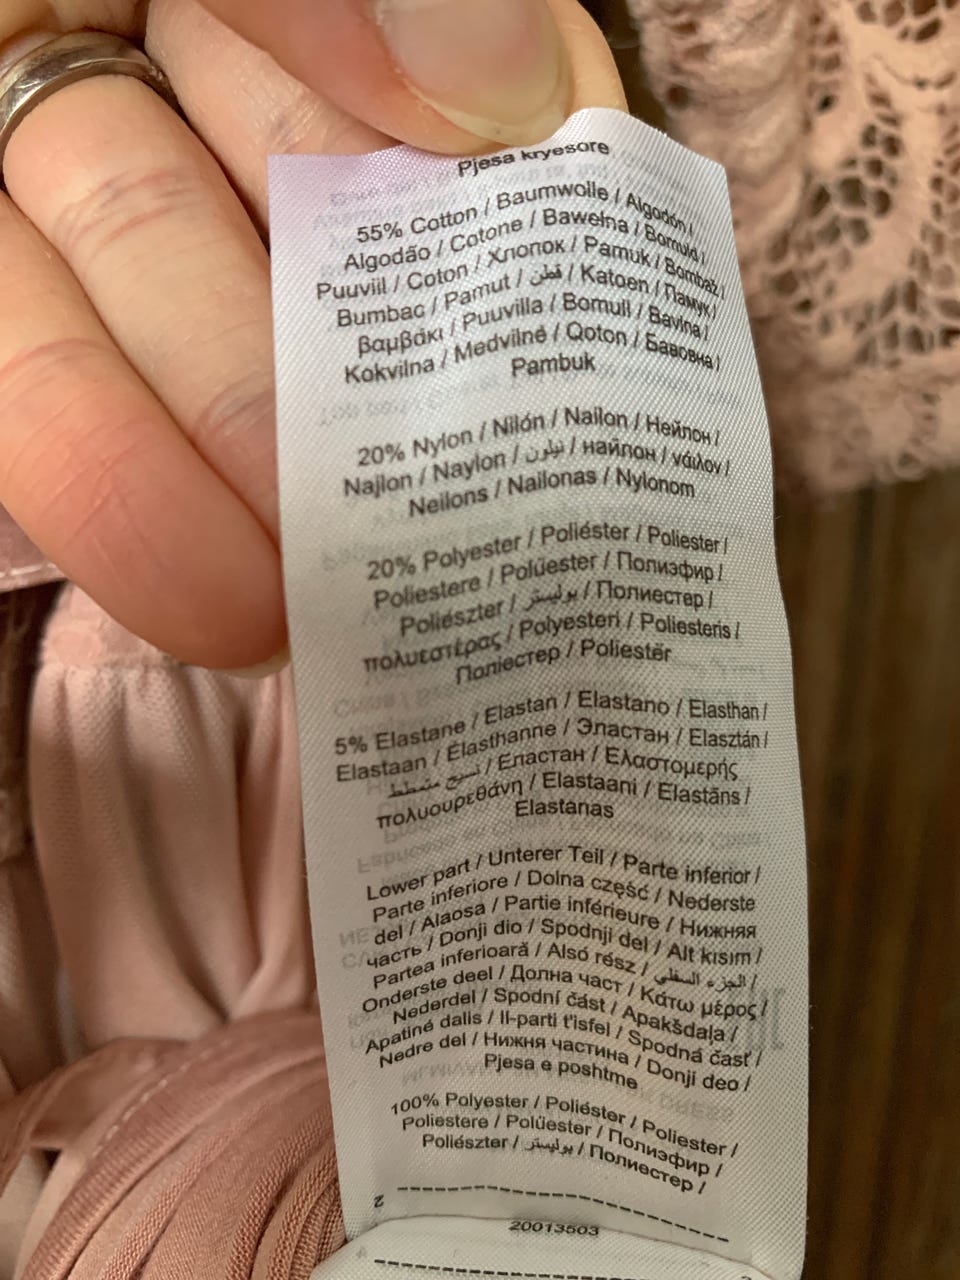 Pjesa kryesore
55% Cotton / Baumwolle / Algodón /
Algodão / Cotone / Bawełna / Bomuld /
Puuvill / Coton / Хлопок / Pamuk / Bombaž /
Bumbac / Pamut / قطن / Katoen / Памук /
βαμβάκι / Puuvilla / Bomull / Bavlna /
Kokvilna / Medvilnė / Qoton / Бавовна /
Pambuk
20% Nylon / Nilón / Nailon / Нейлон /
Najlon / Naylon / نيلون / найлон / νάιλον /
Neilons / Nailonas / Nylonom
20% Polyester / Poliéster / Poliester /
Poliestere / Polüester / Полиэфир /
Poliészter / بوليستر / Полиестер /
πολυεστέρας / Polyesteri / Poliesteris /
Поліестер / Poliestër
5% Elastane / Elastan / Elastano / Elasthan /
Elastaan / Élasthanne / Эластан / Elasztán /
نسيج متمطط / Еластан / Ελαστομερής
πολυουρεθάνη / Elastaani / Elastāns /
Elastanas
Lower part / Unterer Teil / Parte inferior /
Parte inferiore / Dolna część / Nederste
del / Alaosa / Partie inférieure / Нижняя
часть / Donji dio / Spodnji del / Alt kısım /
Partea inferioară / Alsó rész / الجزء السفلي /
Onderste deel / Долна част / Κάτω μέρος /
Nederdel / Spodní část / Apakšdaļa /
Apatinė dalis / Il-parti t'isfel / Spodná časť /
Nedre del / Нижня частина / Donji deo /
Pjesa e poshtme
100% Polyester / Poliéster / Poliester /
Poliestere / Polüester / Полиэфир /
Poliészter / بوليستر / Полиестер /
2
20013503